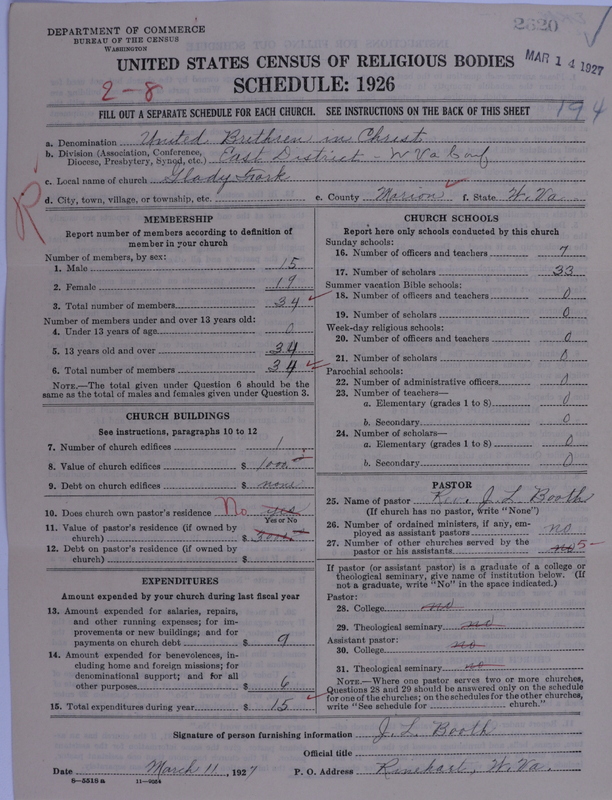 DEPARTMENT OF COMMERCE
BUREAU OF THE CENSUS
WASHINGTON
MAR 14 1927
UNITED STATES CENSUS OF RELIGIOUS BODIES
SCHEDULE: 1926
2-8
FILL OUT A SEPARATE SCHEDULE FOR EACH CHURCH. SEE INSTRUCTIONS ON THE BACK OF THIS SHEET
194
a. Denomination United Brethren in Christ
b. Division (Association, Conference, Diocese, Presbytery, Synod, etc.) East District - W Va Conf
c. Local name of church Glady Fork
d. City, town, village, or township, etc. e. County Marion f. State W. Va
R
MEMBERSHIP
Report number of members according to definition of
member in your church
Number of members, by sex:
1. Male 15
2. Female 19
3. Total number of members 34
Number of members under and over 13 years old:
4. Under 13 years of age 0
5. 13 years old and over 34
6. Total number of members 34
NOTE.—The total given under Question 6 should be
same as the total of males and females given under Question 3.
CHURCH BUILDINGS
See instructions, paragraphs 10 to 12
7. Number of church edifices 1
8. Value of church edifices $ 1000
9. Debt on church edifices $ none
10. Does church own pastor's residence No yes
Yes or No
11. Value of pastor's residence (if owned by
church) $
12. Debt on pastor's residence (if owned by
church) $
EXPENDITURES
Amount expended by your church during last fiscal year
13. Amount expended for salaries, repairs,
and other running expenses; for im-
provements or new buildings; and for
payments on church debt $ 9
14. Amount expended for benevolences, in-
cluding home and foreign missions; for
denominational support; and for all
other purposes $ 6
15. Total expenditures during year $ 15
CHURCH SCHOOLS
Report here only schools conducted by this church
Sunday schools:
16. Number of officers and teachers 7
17. Number of scholars 33
Summer vacation Bible schools:
18. Number of officers and teachers 0
19. Number of scholars 0
Week-day religious schools:
20. Number of officers and teachers 0
21. Number of scholars 0
Parochial schools:
22. Number of administrative officers 0
23. Number of teachers—
a. Elementary (grades 1 to 8) 0
b. Secondary 0
24. Number of scholars—
a. Elementary (grades 1 to 8) 0
b. Secondary 0
PASTOR
25. Name of pastor Rev. J. L. Booth
(If church has no pastor, write "None")
26. Number of ordained ministers, if any, em-
ployed as assistant pastors no
27. Number of other churches served by the
pastor or his assistants no 5
If pastor (or assistant pastor) is a graduate of a college or
theological seminary, give name of institution below. (If
not a graduate, write "No" in the space indicated.)
Pastor:
28. College no
29. Theological seminary no
Assistant pastor:
30. College no
31. Theological seminary no
NOTE.—Where one pastor serves two or more churches,
Questions 28 and 29 should be answered only on the schedule
for one of the churches; on the schedules for the other churches,
write "See schedule for church."
Signature of person furnishing information J. L. Booth
Official title
Date March 11, 1927 P. O. Address Rinehart, W. Va.
8—5518 a 11—9054